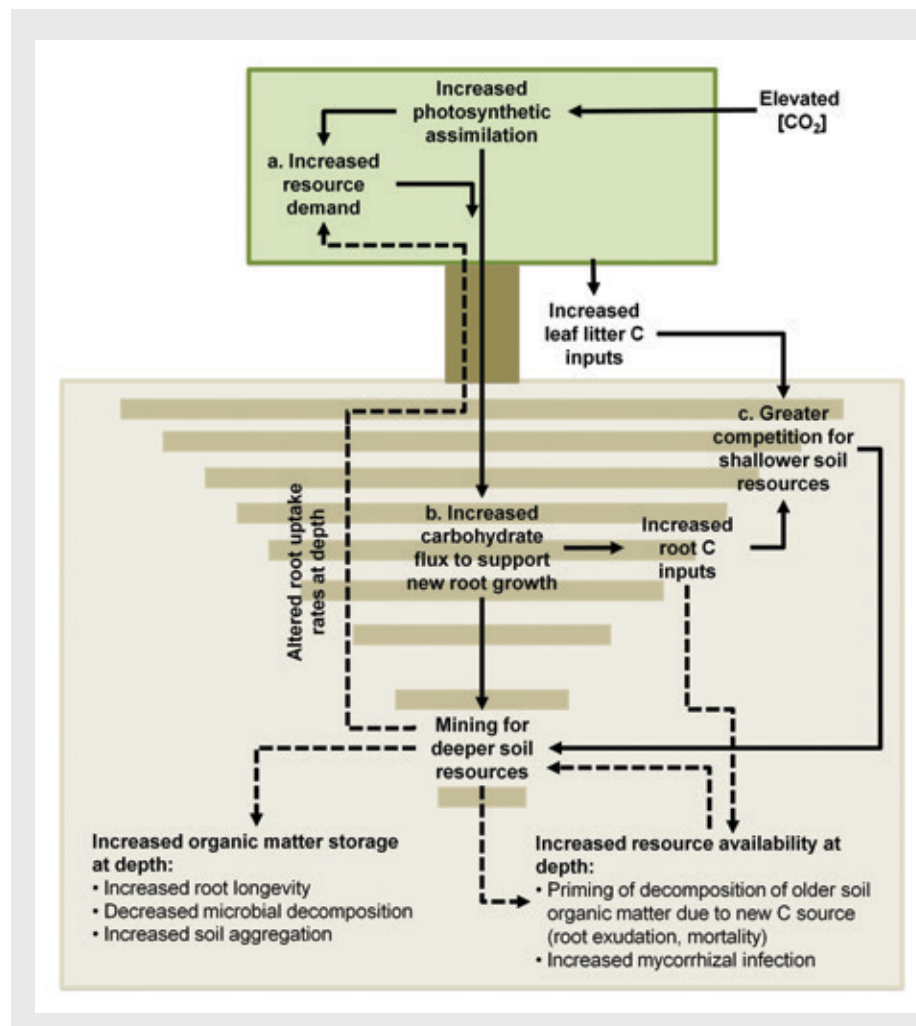 Increased
photosynthetic
assimilation
Elevated
[CO₂]
a. Increased
resource
demand
Increased
leaf litter C
inputs
c. Greater
competition for
shallower soil
resources
b. Increased
carbohydrate
flux to support
new root growth
Increased
root C
inputs
Altered root uptake
rates at depth
Mining for
deeper soil
resources
Increased organic matter storage
at depth:
• Increased root longevity
• Decreased microbial decomposition
• Increased soil aggregation
Increased resource availability at
depth:
• Priming of decomposition of older soil
organic matter due to new C source
(root exudation, mortality)
• Increased mycorrhizal infection